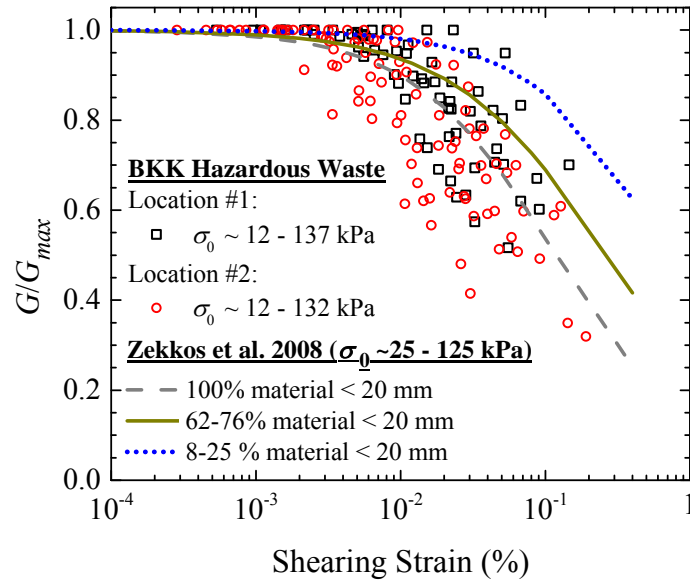 1.0
0.8
0.6
0.4
0.2
0.0
G/G_max
BKK Hazardous Waste
Location #1:
σ₀ ~ 12 - 137 kPa
Location #2:
σ₀ ~ 12 - 132 kPa
Zekkos et al. 2008 (σ₀ ~25 - 125 kPa)
100% material < 20 mm
62-76% material < 20 mm
8-25 % material < 20 mm
10⁻⁴ 10⁻³ 10⁻² 10⁻¹ 1
Shearing Strain (%)